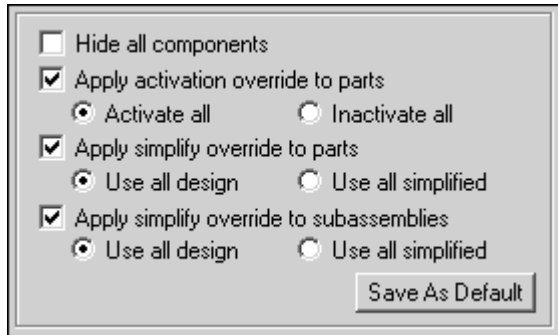 Hide all components
Apply activation override to parts
Activate all Inactivate all
Apply simplify override to parts
Use all design Use all simplified
Apply simplify override to subassemblies
Use all design Use all simplified
Save As Default